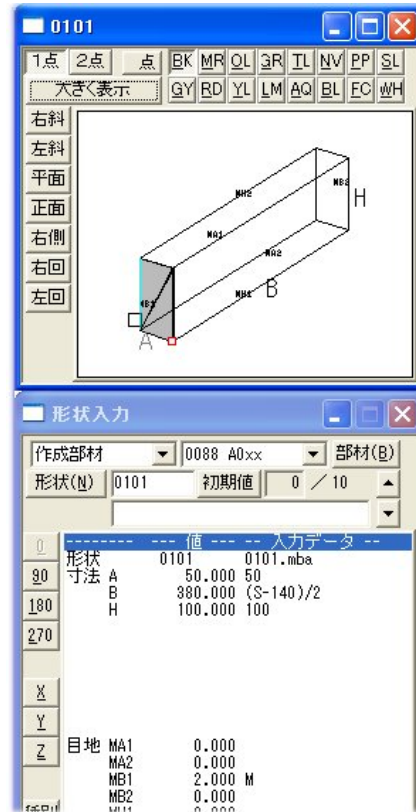 0101
1点 2点 点 BK MR OL GR TL NV PP SL
大きく表示 GY RD YL LM AQ BL FC WH
右斜
左斜
平面
正面
右側
右回
左回
MH2
MB2
H
MA1
MA2
MB1
MH1
B
A
形状入力
作成部材 0088 A0xx 部材(B)
形状(N) 0101 初期値 0 / 10
0
90
180
270
X
Y
Z
-------- --- 値 --- -- 入力データ --
形状 0101 0101.mba
寸法 A 50.000 50
B 380.000 (S-140)/2
H 100.000 100
目地 MA1 0.000
MA2 0.000
MB1 2.000 M
MB2 0.000